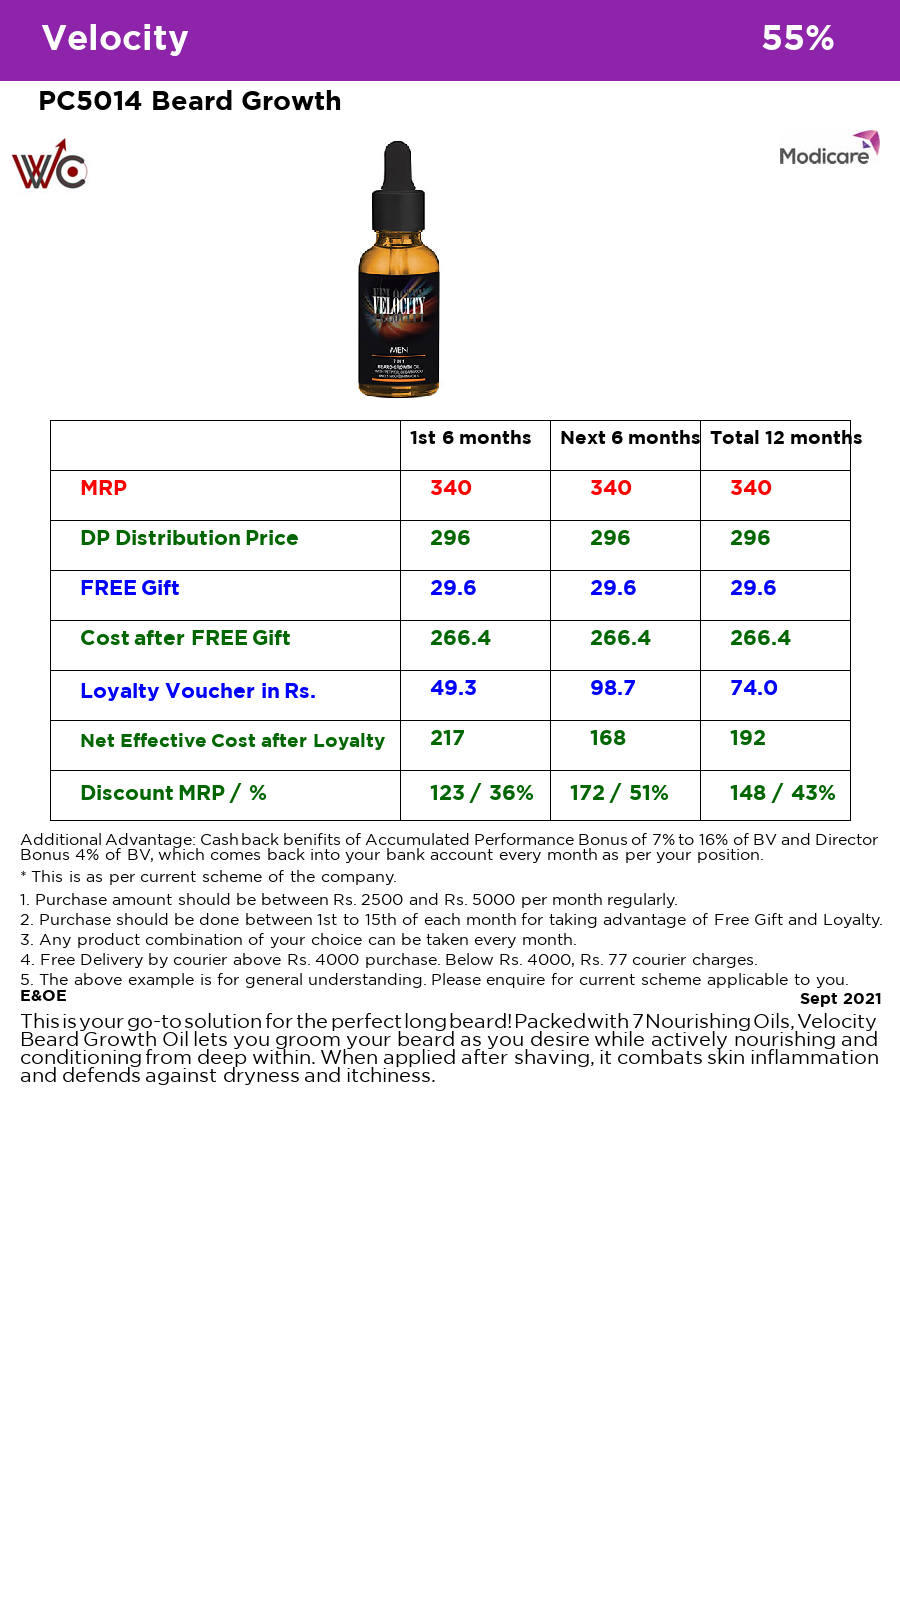 Velocity 55%
PC5014 Beard Growth
WC
Modicare
VELOCITY
MEN
7 IN 1
BEARD GROWTH OIL
1st 6 months Next 6 months Total 12 months
MRP 340 340 340
DP Distribution Price 296 296 296
FREE Gift 29.6 29.6 29.6
Cost after FREE Gift 266.4 266.4 266.4
Loyalty Voucher in Rs. 49.3 98.7 74.0
Net Effective Cost after Loyalty 217 168 192
Discount MRP / % 123 / 36% 172 / 51% 148 / 43%
Additional Advantage: Cashback benifits of Accumulated Performance Bonus of 7% to 16% of BV and Director
Bonus 4% of BV, which comes back into your bank account every month as per your position.
* This is as per current scheme of the company.
1. Purchase amount should be between Rs. 2500 and Rs. 5000 per month regularly.
2. Purchase should be done between 1st to 15th of each month for taking advantage of Free Gift and Loyalty.
3. Any product combination of your choice can be taken every month.
4. Free Delivery by courier above Rs. 4000 purchase. Below Rs. 4000, Rs. 77 courier charges.
5. The above example is for general understanding. Please enquire for current scheme applicable to you.
E&OE Sept 2021
This is your go-to solution for the perfect long beard! Packed with 7 Nourishing Oils, Velocity
Beard Growth Oil lets you groom your beard as you desire while actively nourishing and
conditioning from deep within. When applied after shaving, it combats skin inflammation
and defends against dryness and itchiness.